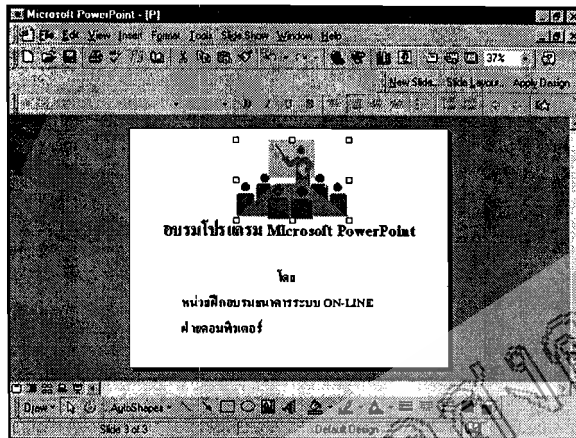 Microsoft PowerPoint - [P]
File Edit View Insert Format Tools Slide Show Window Help
37%
New Slide... Slide Layout... Apply Design
อบรมโปรแกรม Microsoft PowerPoint
โดย
หน่วยฝึกอบรมธนาคารระบบ ON-LINE
ฝ่ายคอมพิวเตอร์
Draw AutoShapes
Slide 3 of 3 Default Design